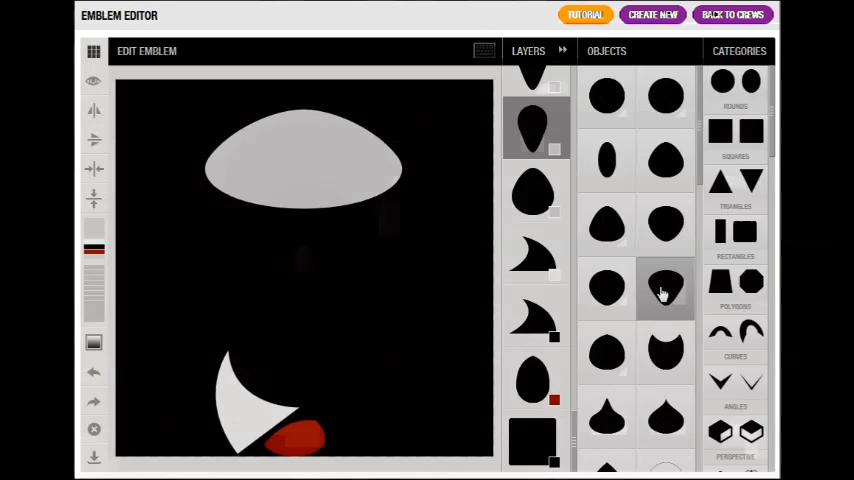 EMBLEM EDITOR
TUTORIAL
CREATE NEW
BACK TO CREWS
EDIT EMBLEM
LAYERS
OBJECTS
CATEGORIES
ROUNDS
SQUARES
TRIANGLES
RECTANGLES
POLYGONS
CURVES
ANGLES
PERSPECTIVE